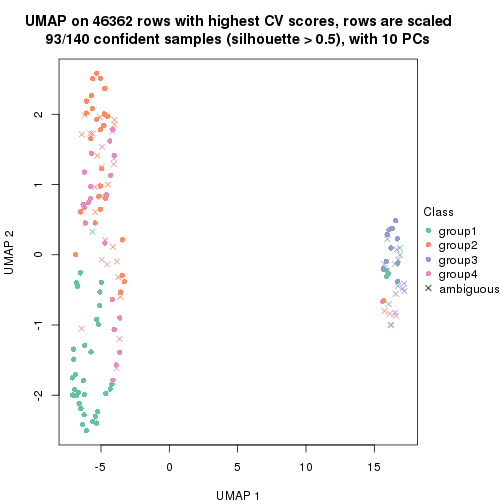 UMAP on 46362 rows with highest CV scores, rows are scaled
93/140 confident samples (silhouette > 0.5), with 10 PCs
UMAP 2
2
1
0
-1
-2
-5
0
5
10
15
UMAP 1
Class
group1
group2
group3
group4
ambiguous